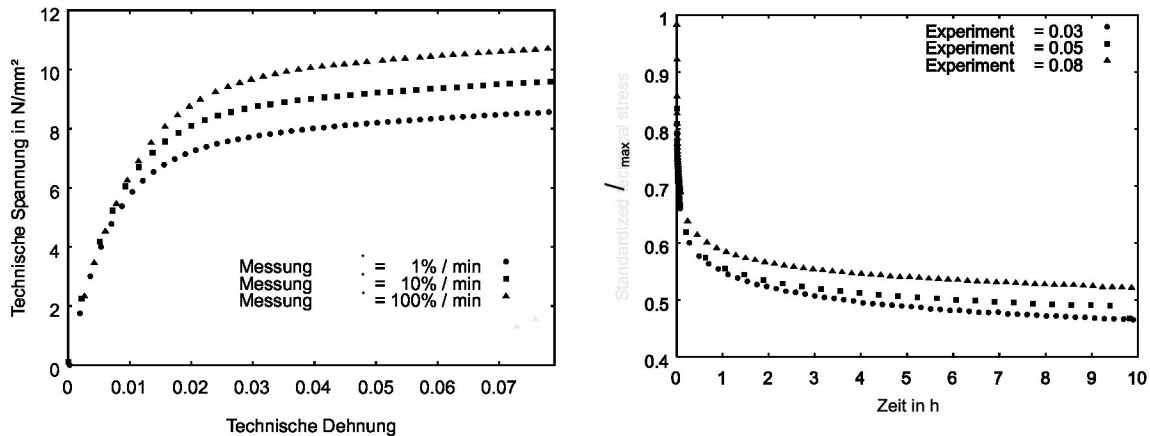 Technische Spannung in N/mm²
12
10
8
6
4
2
0
Messung = 1% / min
Messung = 10% / min
Messung = 100% / min
0 0.01 0.02 0.03 0.04 0.05 0.06 0.07
Technische Dehnung
Standardized technical stress
/ max
1
0.9
0.8
0.7
0.6
0.5
0.4
Experiment = 0.03
Experiment = 0.05
Experiment = 0.08
0 1 2 3 4 5 6 7 8 9 10
Zeit in h